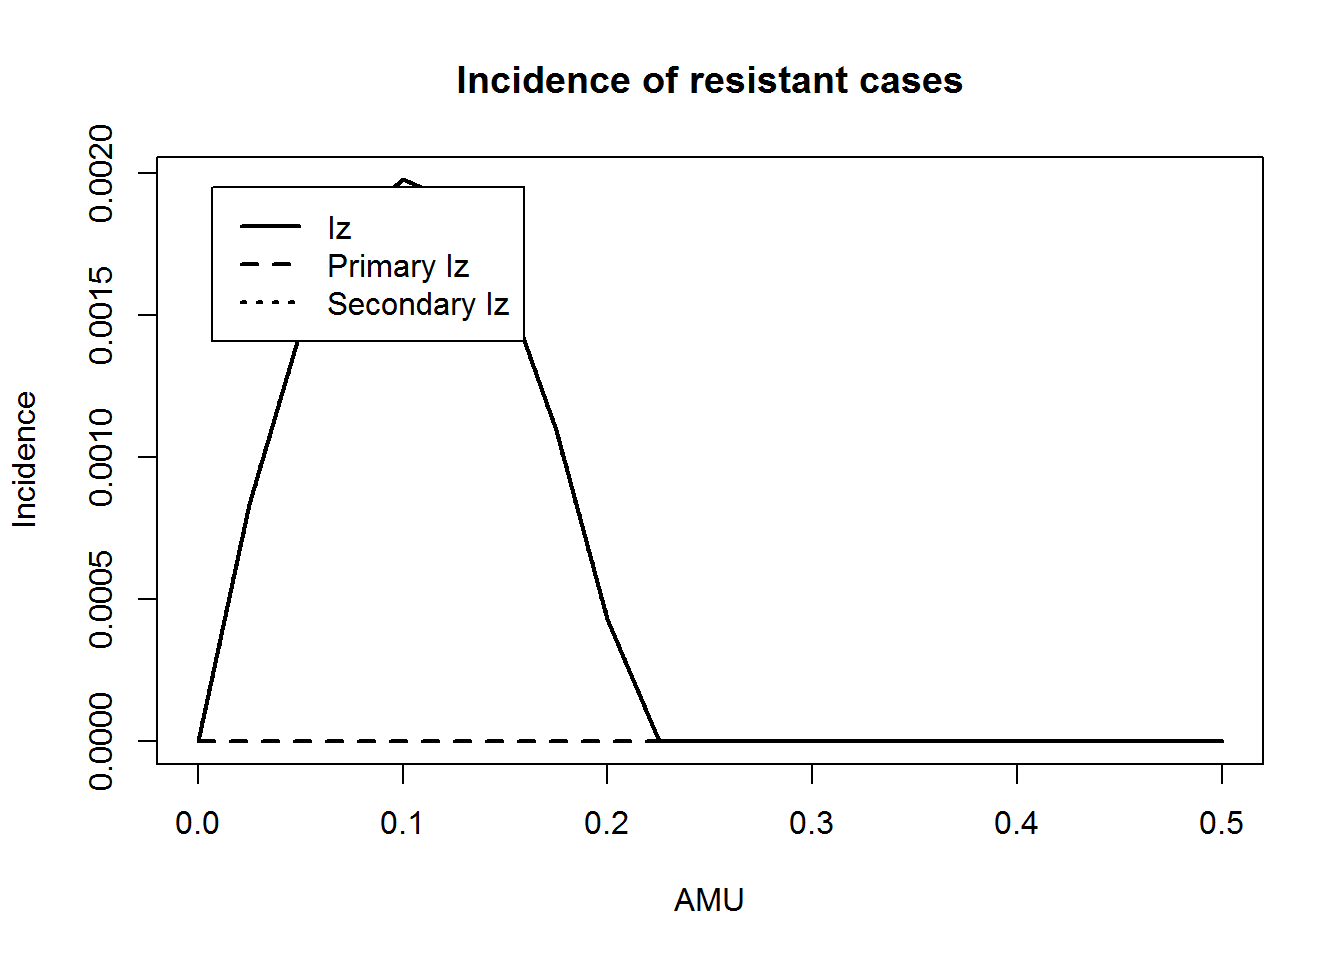 Incidence of resistant cases
Iz
Primary Iz
Secondary Iz
Incidence
0.0020
0.0015
0.0010
0.0005
0.0000
0.0 0.1 0.2 0.3 0.4 0.5
AMU